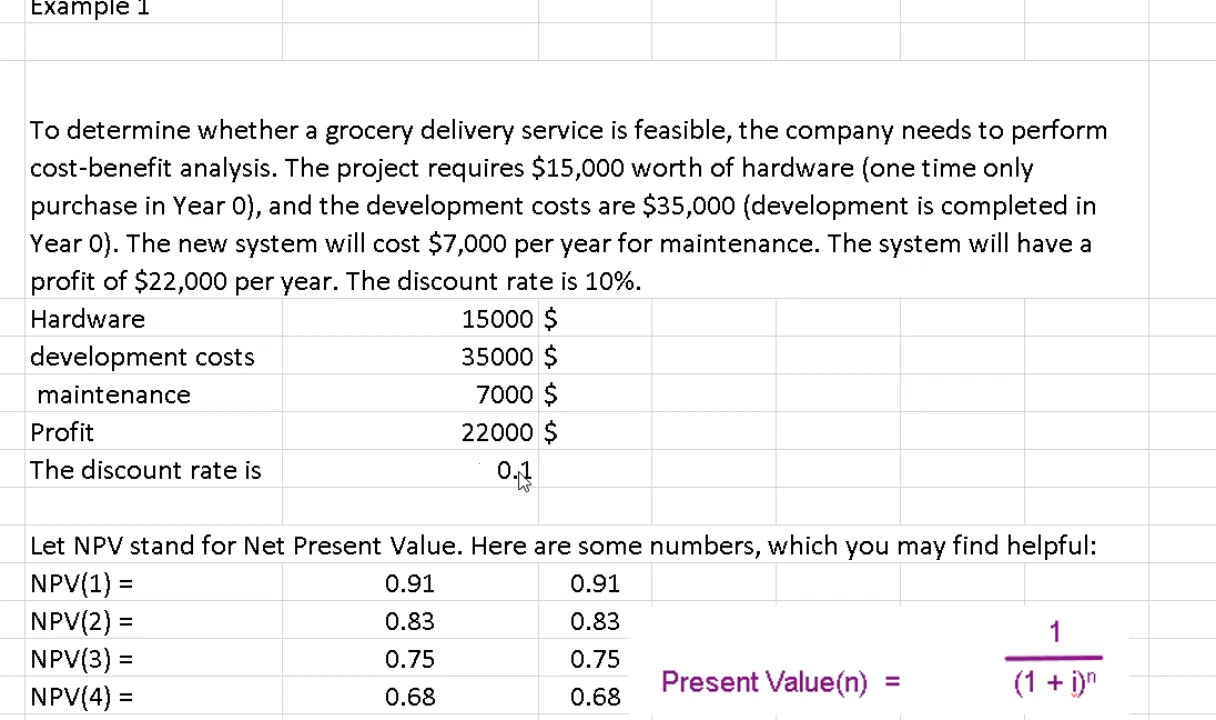 Example 1
To determine whether a grocery delivery service is feasible, the company needs to perform
cost-benefit analysis. The project requires $15,000 worth of hardware (one time only
purchase in Year 0), and the development costs are $35,000 (development is completed in
Year 0). The new system will cost $7,000 per year for maintenance. The system will have a
profit of $22,000 per year. The discount rate is 10%.
Hardware 15000 $
development costs 35000 $
maintenance 7000 $
Profit 22000 $
The discount rate is 0.1
Let NPV stand for Net Present Value. Here are some numbers, which you may find helpful:
NPV(1) = 0.91 0.91
NPV(2) = 0.83 0.83
NPV(3) = 0.75 0.75
NPV(4) = 0.68 0.68
1
Present Value(n) =
(1 + i)ⁿ